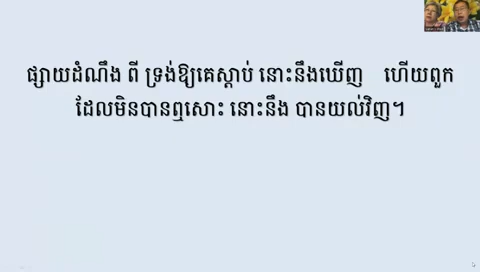 ផ្សាយដំណឹង ពី ទ្រង់ឱ្យគេស្តាប់ នោះនឹងឃើញ ហើយពួក
ដែលមិនបានឮសោះ នោះនឹង បានយល់វិញ។